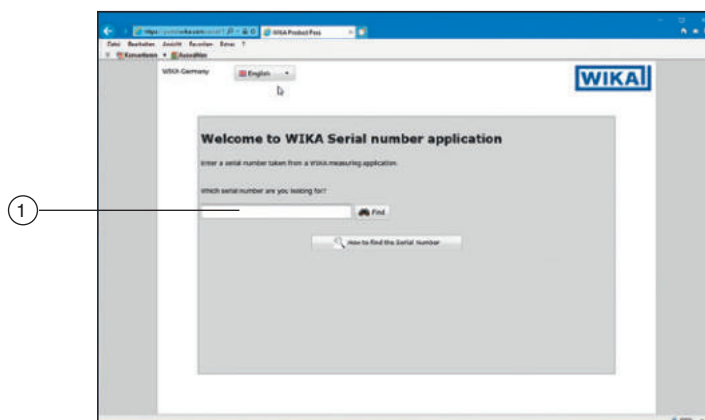 WIKA Product Pass
Datei Bearbeiten Ansicht Favoriten Extras ?
x Konvertieren Auswählen
WIKA Germany English
WIKA
Welcome to WIKA Serial number application
Enter a serial number taken from a WIKA measuring application.
Which serial number are you looking for?
1
Find
How to find the Serial Number